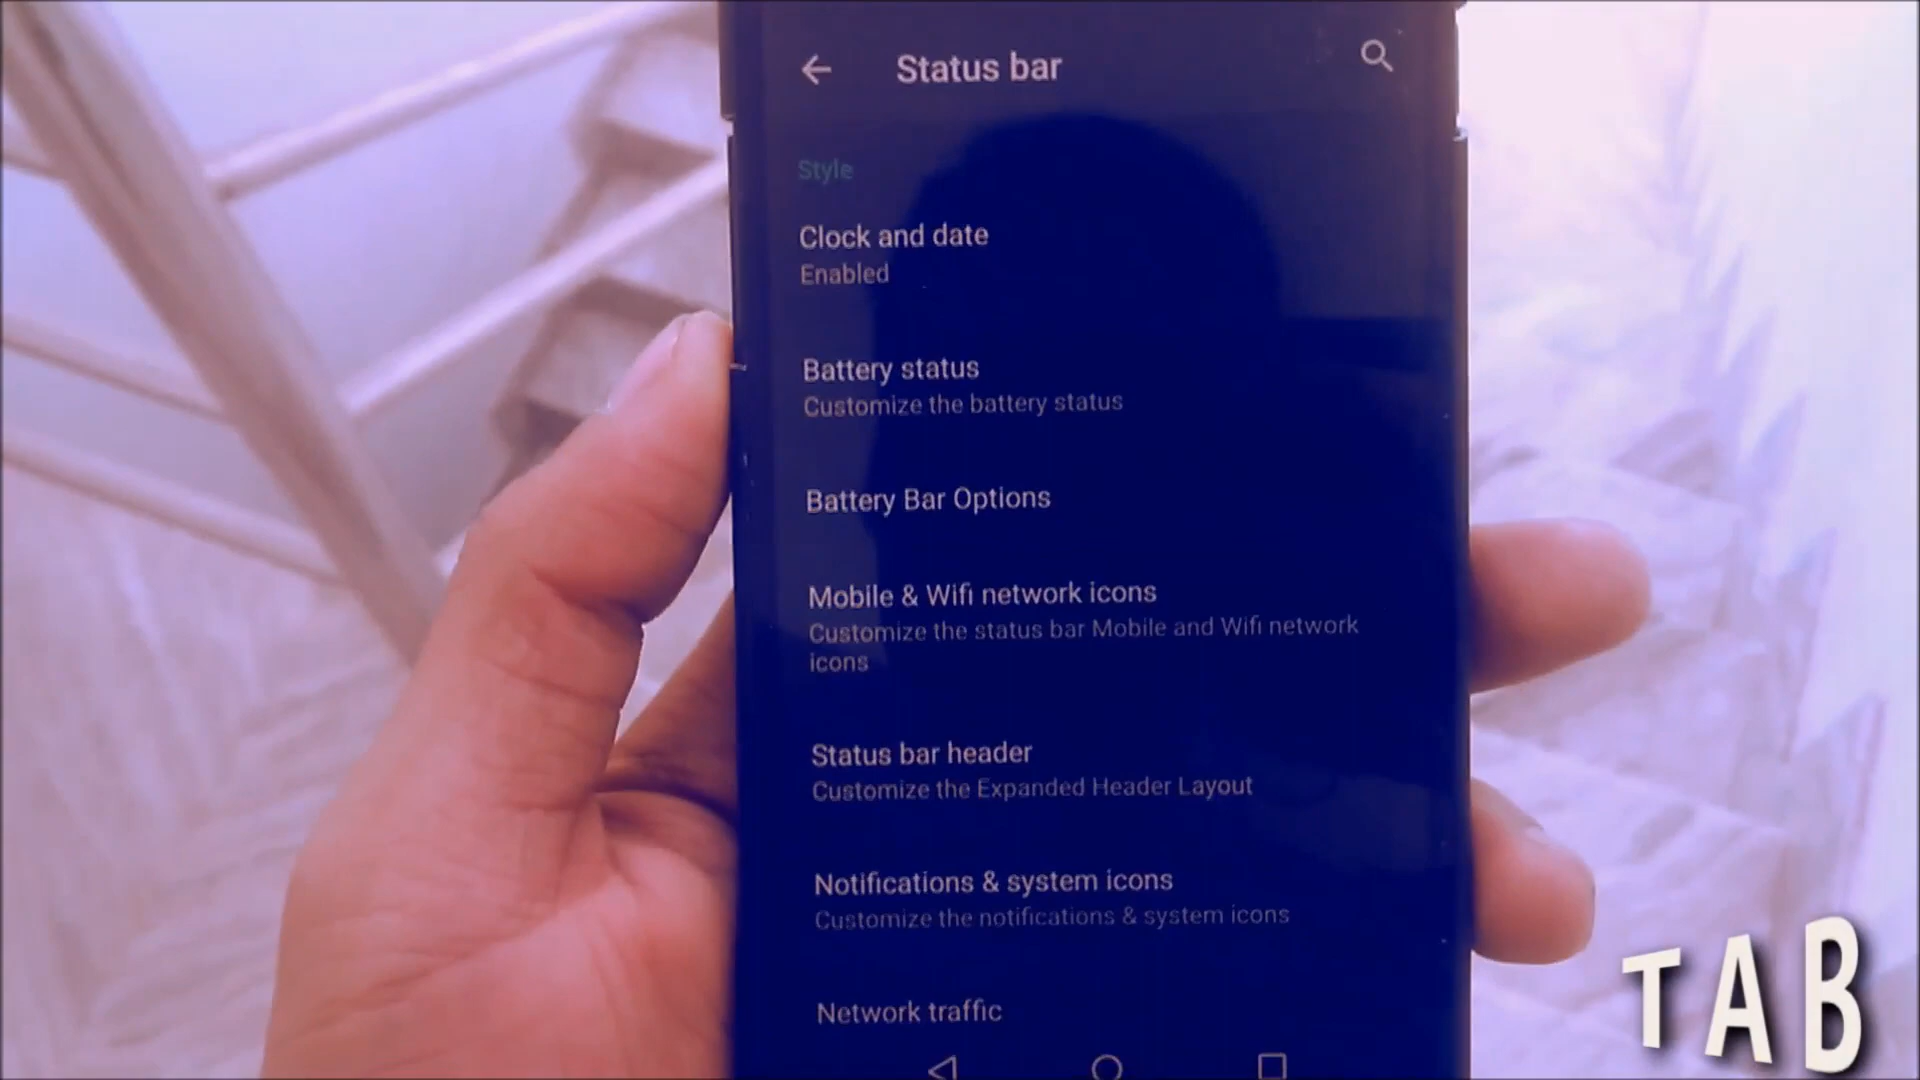 Status bar
Style
Clock and date
Enabled
Battery status
Customize the battery status
Battery Bar Options
Mobile & Wifi network icons
Customize the status bar Mobile and Wifi network
icons
Status bar header
Customize the Expanded Header Layout
Notifications & system icons
Customize the notifications & system icons
Network traffic
TAB